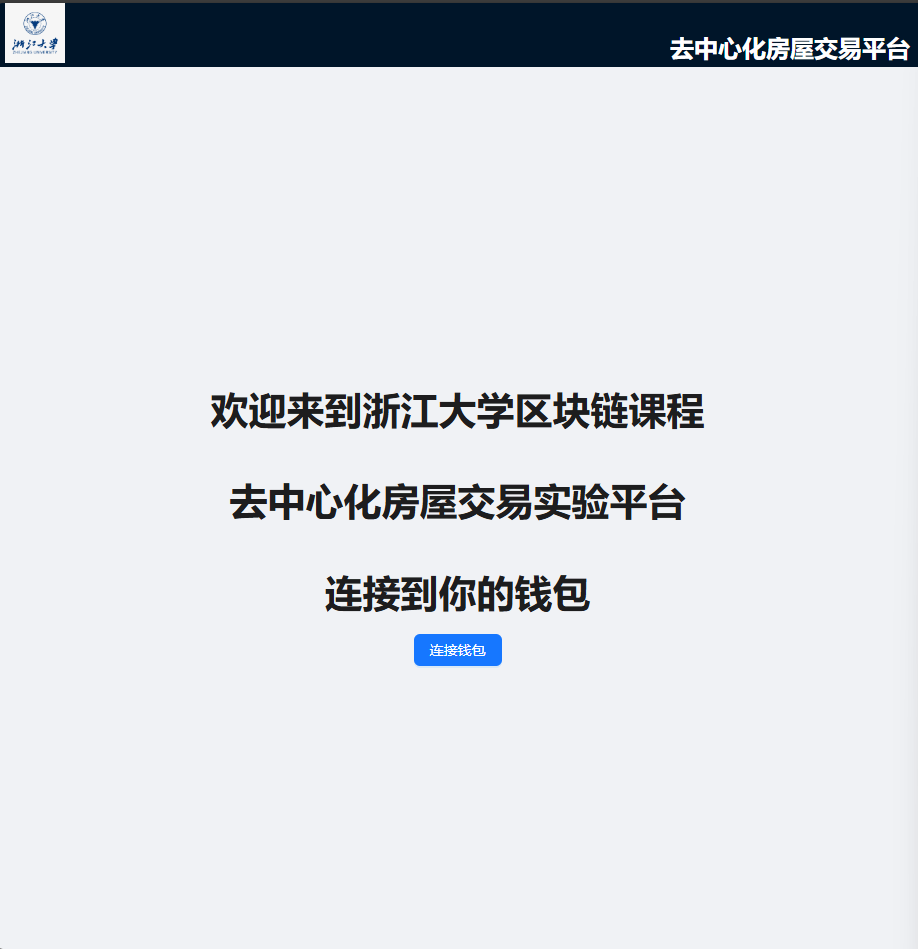 浙江大学
ZHEJIANG UNIVERSITY
去中心化房屋交易平台
欢迎来到浙江大学区块链课程
去中心化房屋交易实验平台
连接到你的钱包
连接钱包